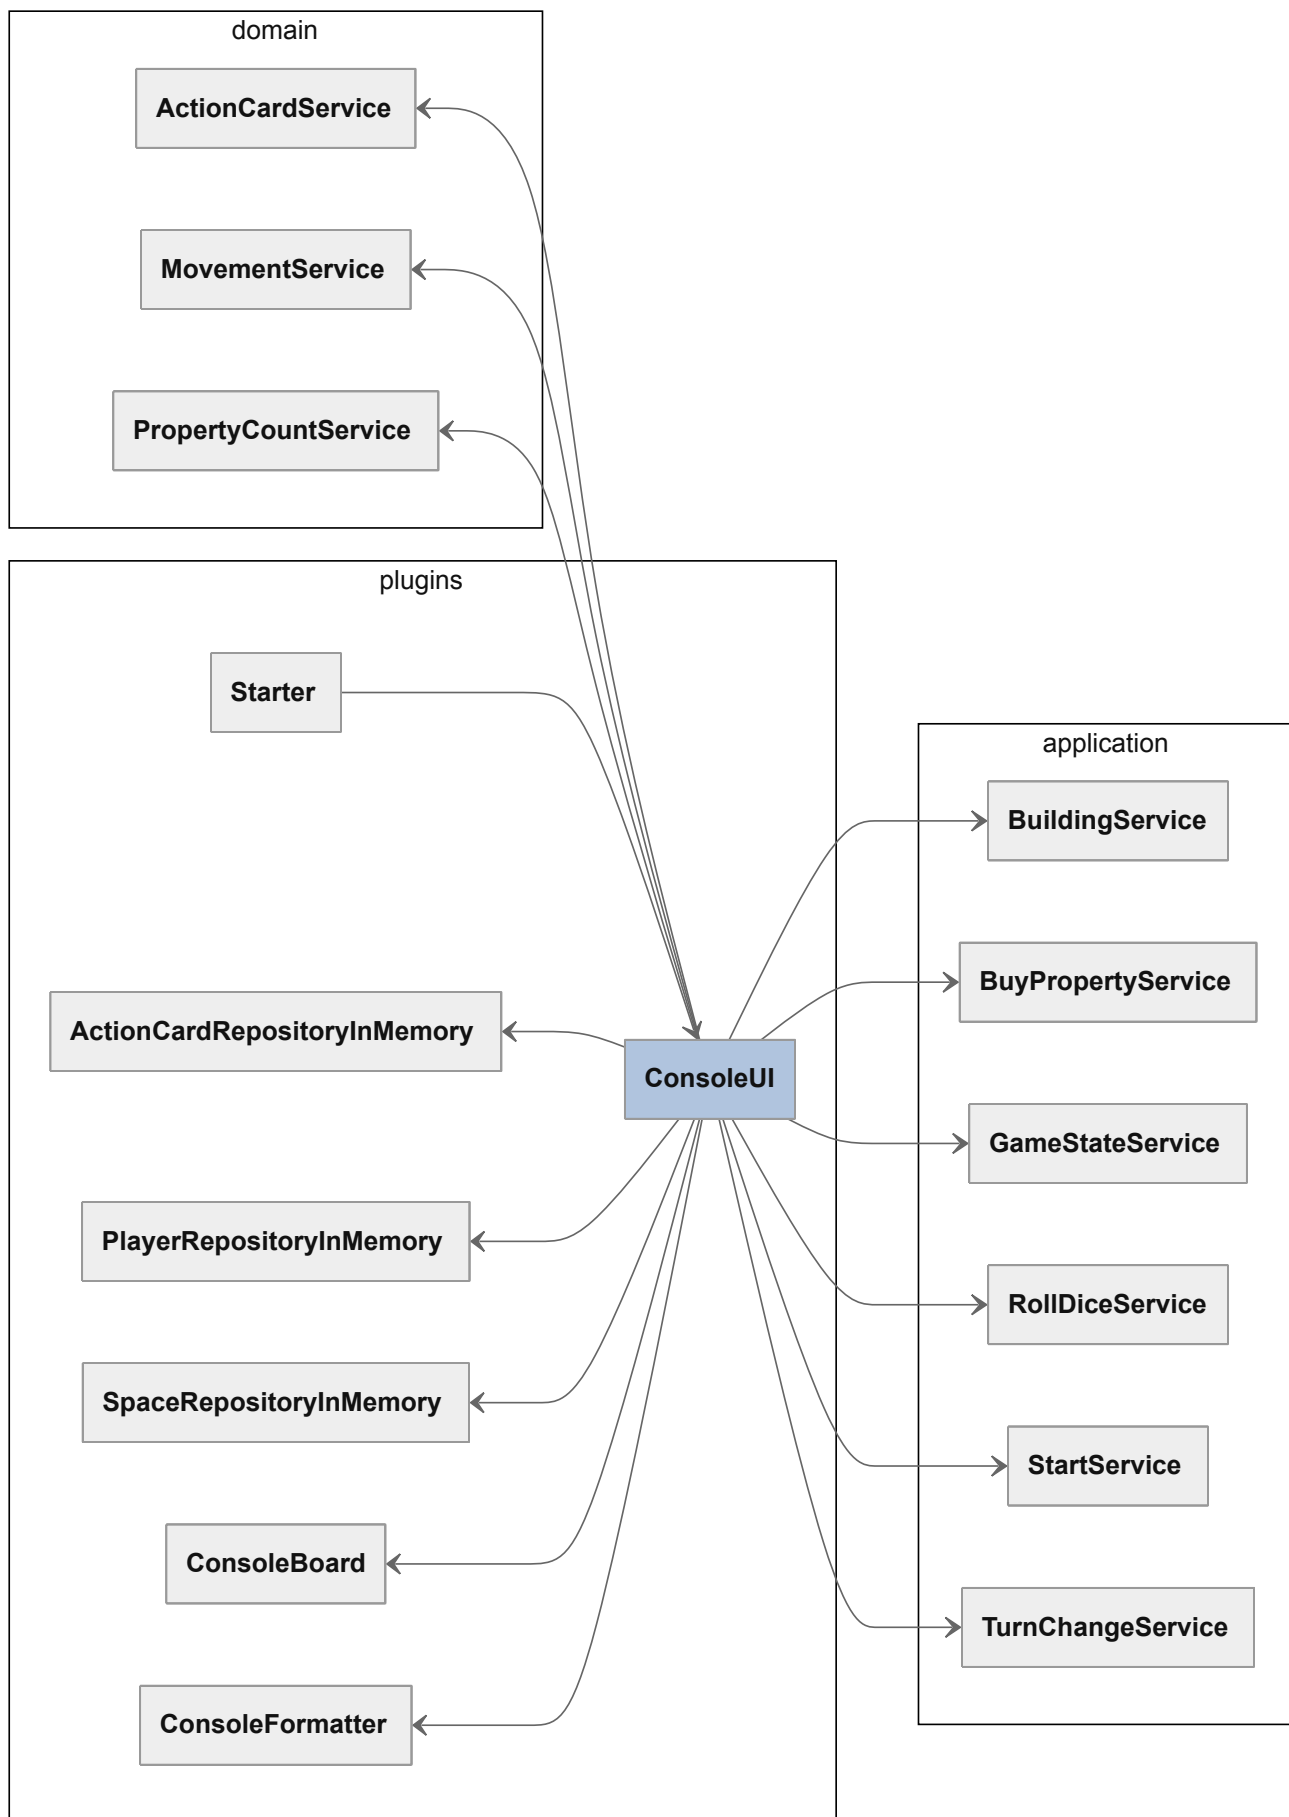 domain
ActionCardService
MovementService
PropertyCountService
plugins
Starter
ActionCardRepositoryInMemory
ConsoleUI
PlayerRepositoryInMemory
SpaceRepositoryInMemory
ConsoleBoard
ConsoleFormatter
application
BuildingService
BuyPropertyService
GameStateService
RollDiceService
StartService
TurnChangeService